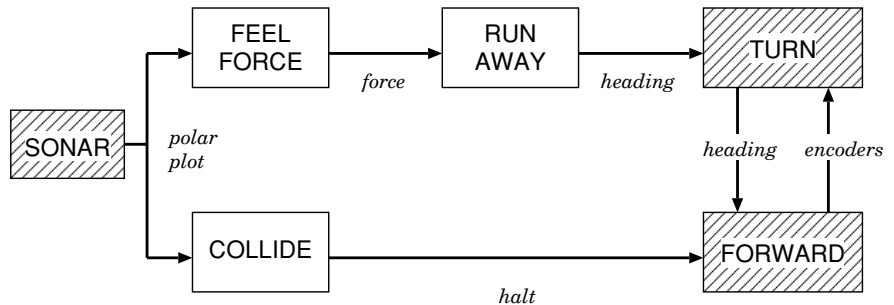 FEEL
FORCE
RUN
AWAY
TURN
force
heading
SONAR
polar
plot
heading
encoders
COLLIDE
FORWARD
halt